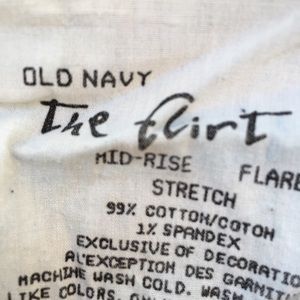 OLD NAVY
The Flirt
MID-RISE FLARE
STRETCH
99% COTTON/COTON
1% SPANDEX
EXCLUSIVE OF DECORATIO
A L'EXCEPTION DES GARNIT
MACHINE WASH COLD. WASH
LIKE COLORS.